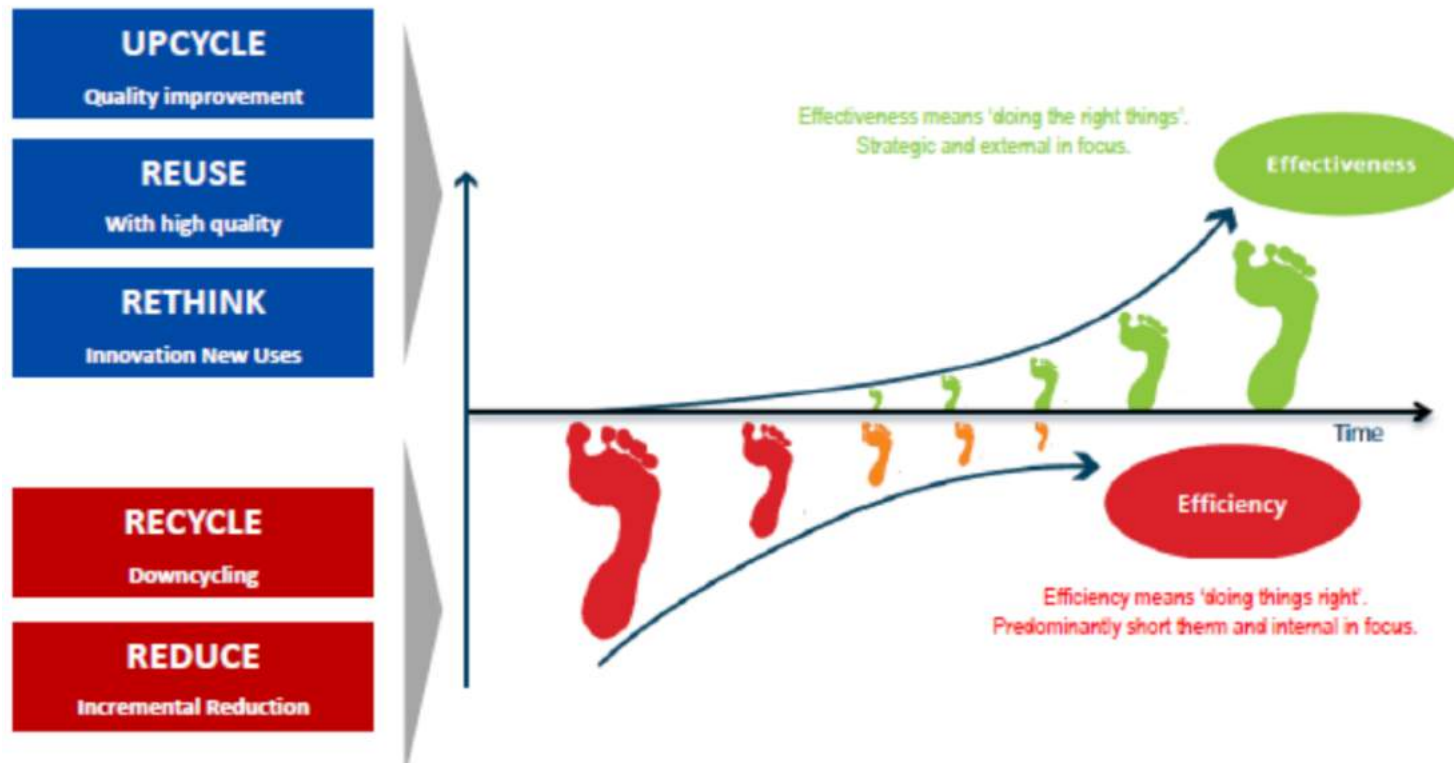 UPCYCLE
Quality improvement
REUSE
With high quality
RETHINK
Innovation New Uses
RECYCLE
Downcycling
REDUCE
Incremental Reduction
Effectiveness means 'doing the right things'.
Strategic and external in focus.
Effectiveness
Time
Efficiency
Efficiency means 'doing things right'.
Predominantly short therm and internal in focus.